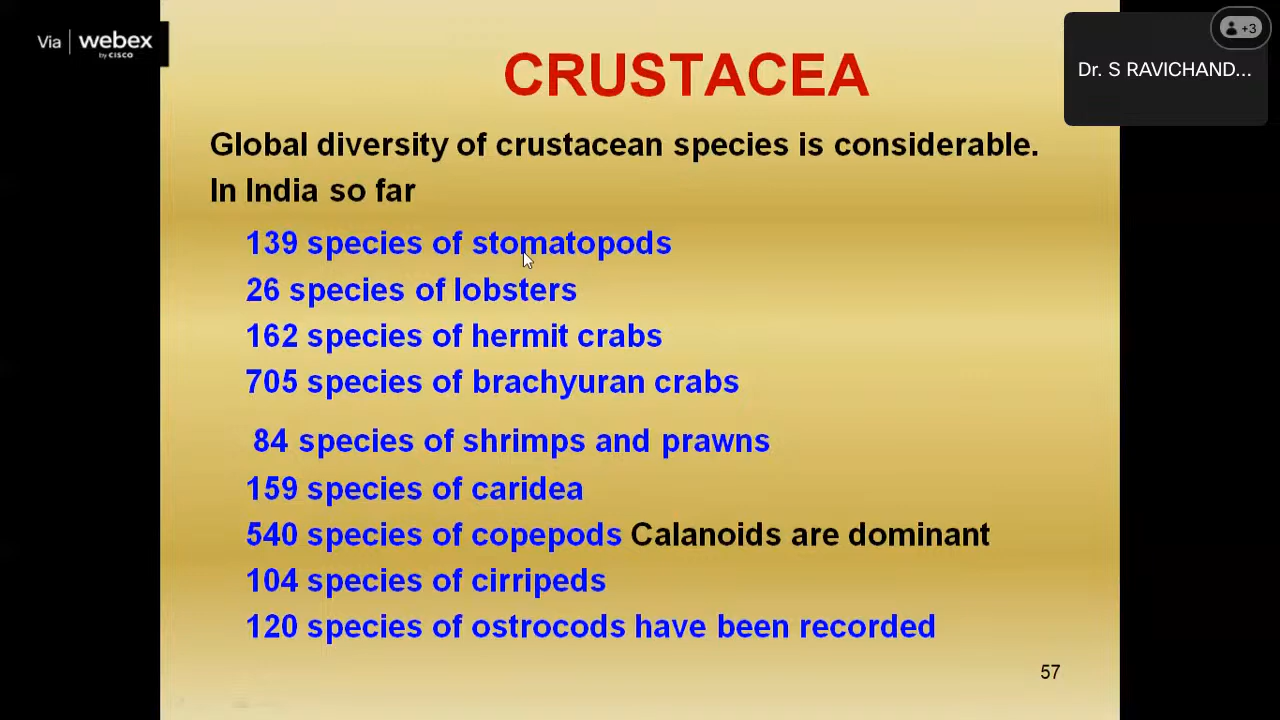 Via webex
by CISCO
+3
Dr. S RAVICHAND...
CRUSTACEA
Global diversity of crustacean species is considerable.
In India so far
139 species of stomatopods
26 species of lobsters
162 species of hermit crabs
705 species of brachyuran crabs
84 species of shrimps and prawns
159 species of caridea
540 species of copepods Calanoids are dominant
104 species of cirripeds
120 species of ostrocods have been recorded
57